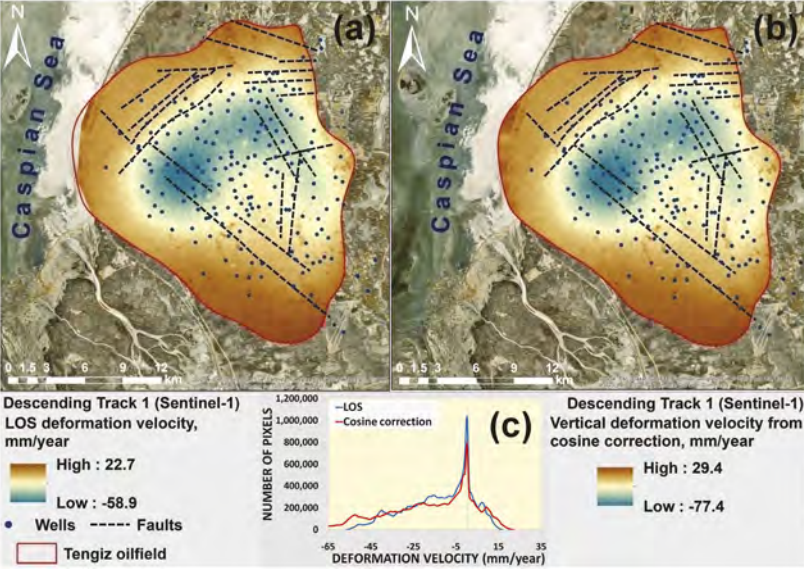 N
(a)
Caspian Sea
0 1.5 3 6 9 12
km
N
(b)
Caspian Sea
0 1.5 3 6 9 12
km
Descending Track 1 (Sentinel-1)
LOS deformation velocity,
mm/year
High : 22.7
Low : -58.9
Wells Faults
Tengiz oilfield
(c)
LOS
Cosine correction
NUMBER OF PIXELS
1,200,000
1,000,000
800,000
600,000
400,000
200,000
0
-65 -45 -25 -5 15 35
DEFORMATION VELOCITY (mm/year)
Descending Track 1 (Sentinel-1)
Vertical deformation velocity from
cosine correction, mm/year
High : 29.4
Low : -77.4